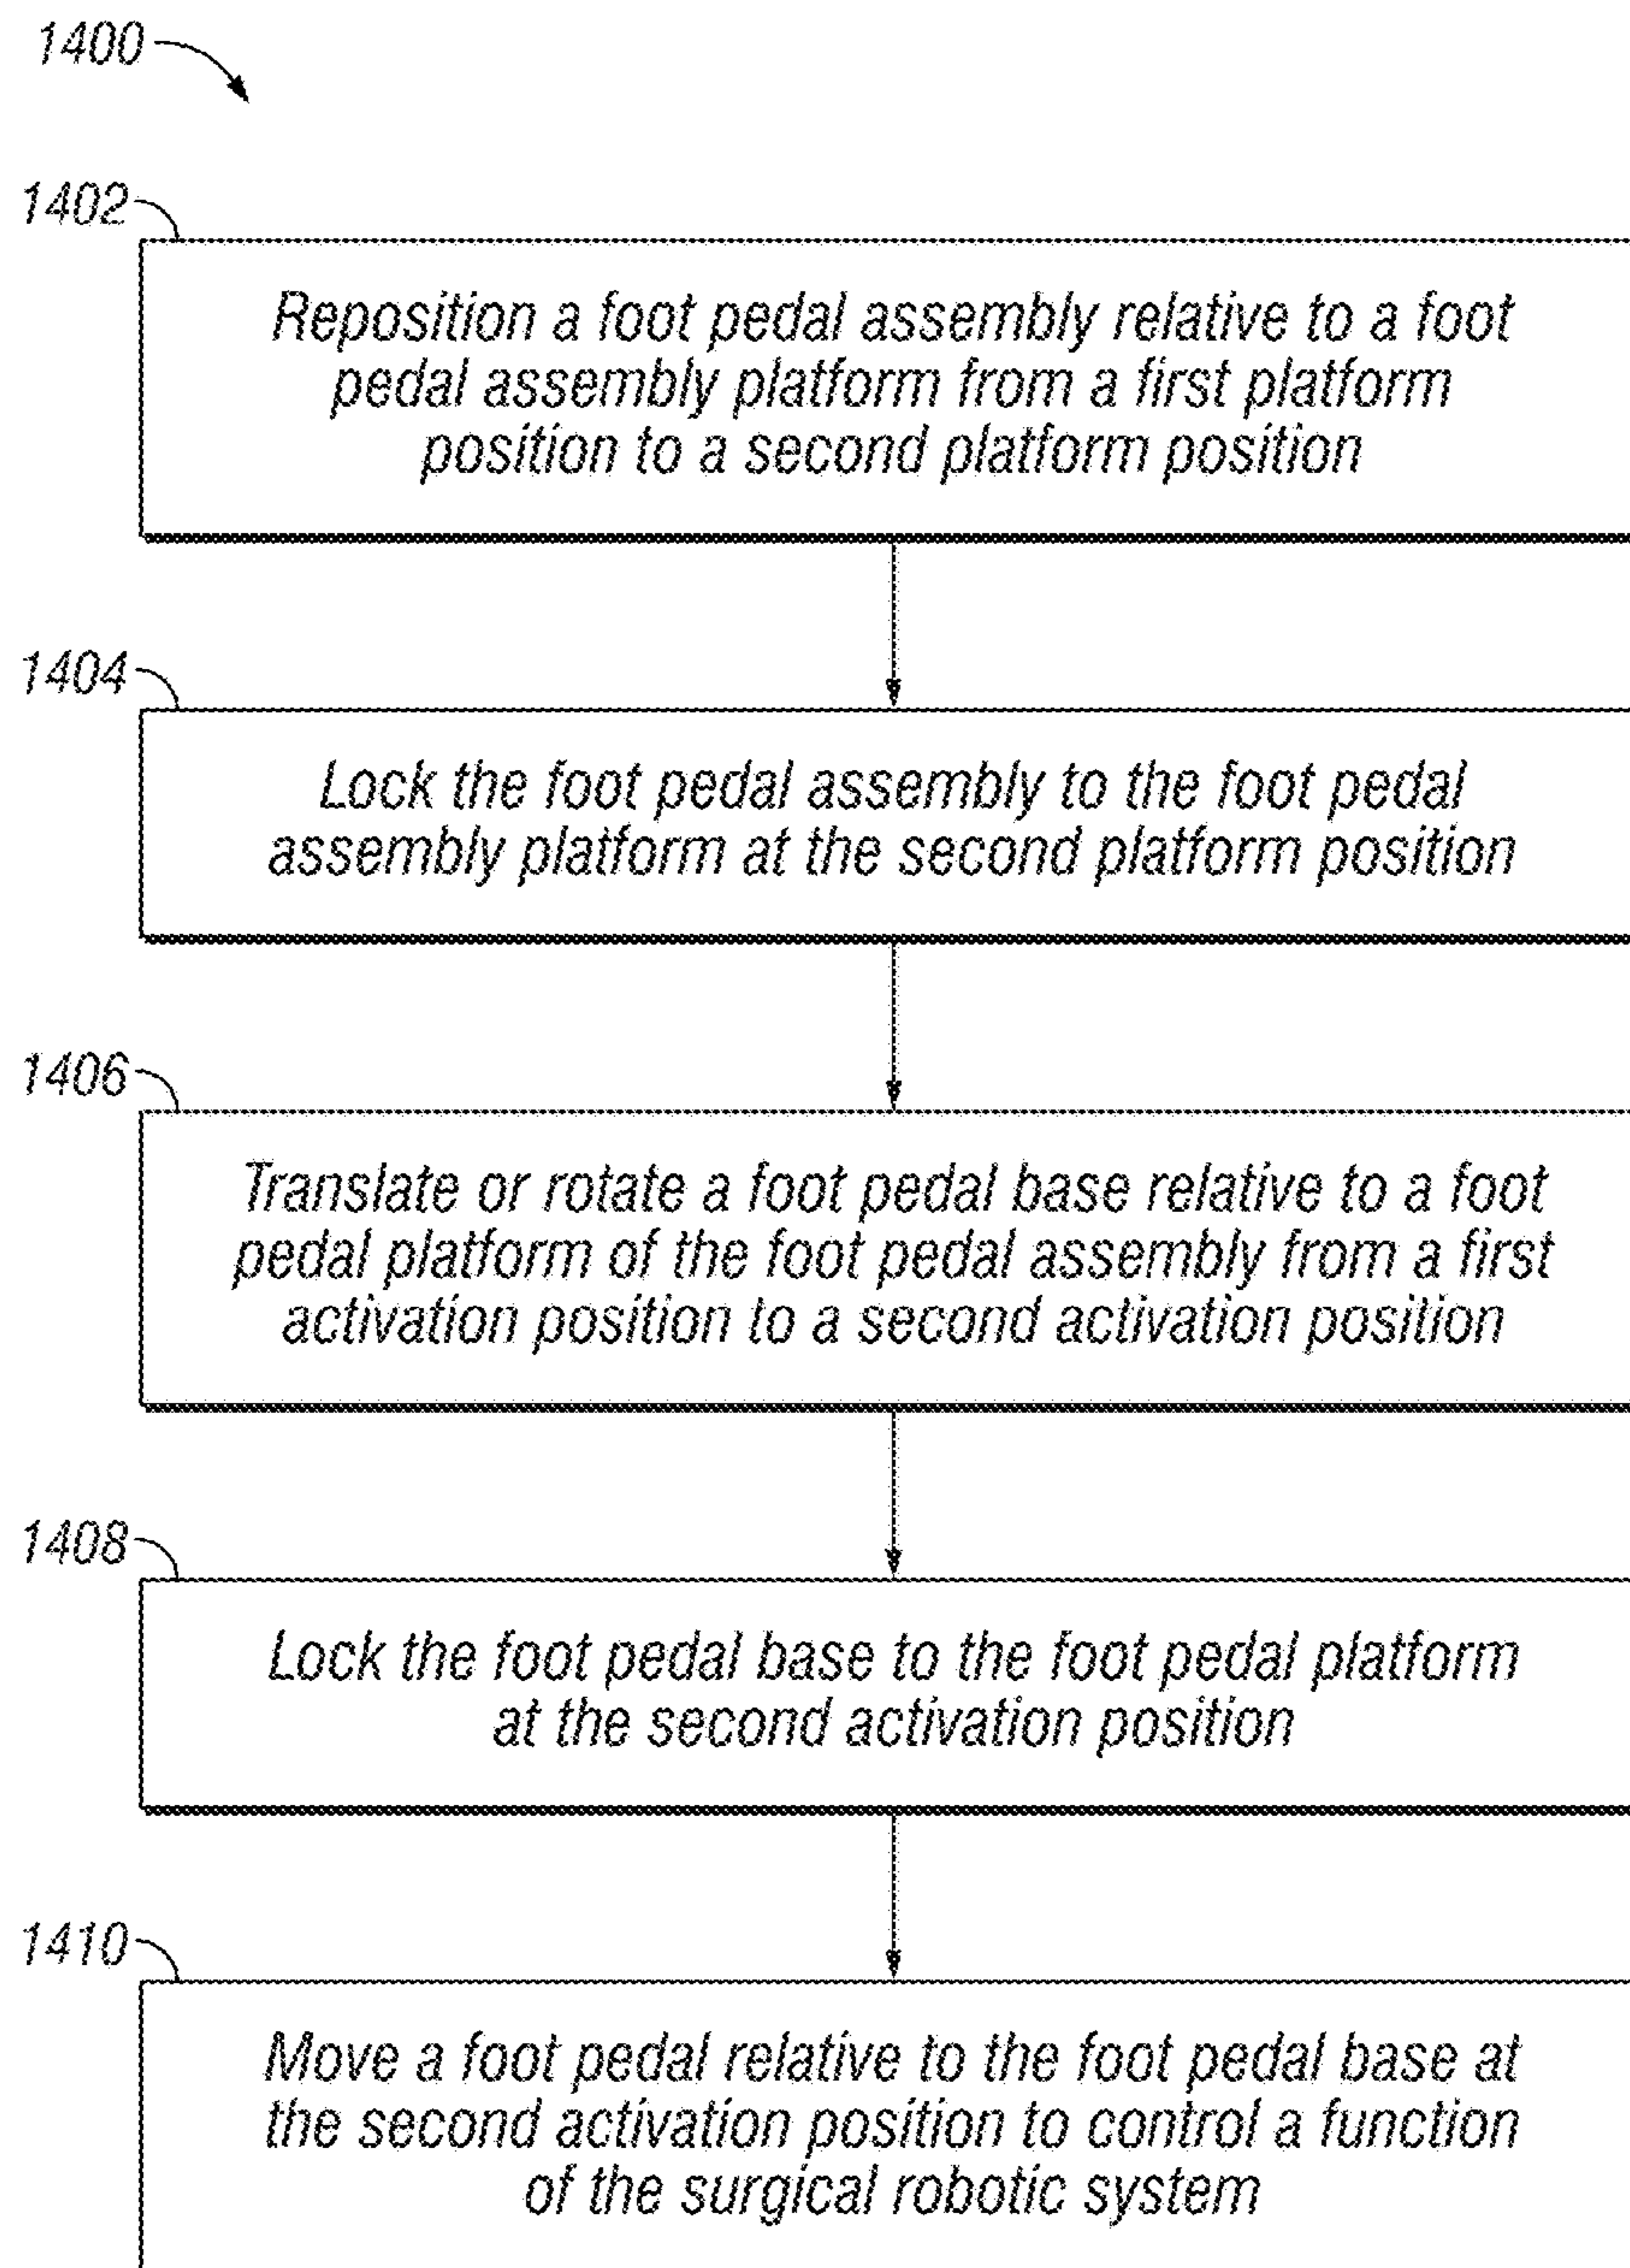 1400
1402
Reposition a foot pedal assembly relative to a foot
pedal assembly platform from a first platform
position to a second platform position
1404
Lock the foot pedal assembly to the foot pedal
assembly platform at the second platform position
1406
Translate or rotate a foot pedal base relative to a foot
pedal platform of the foot pedal assembly from a first
activation position to a second activation position
1408
Lock the foot pedal base to the foot pedal platform
at the second activation position
1410
Move a foot pedal relative to the foot pedal base at
the second activation position to control a function
of the surgical robotic system